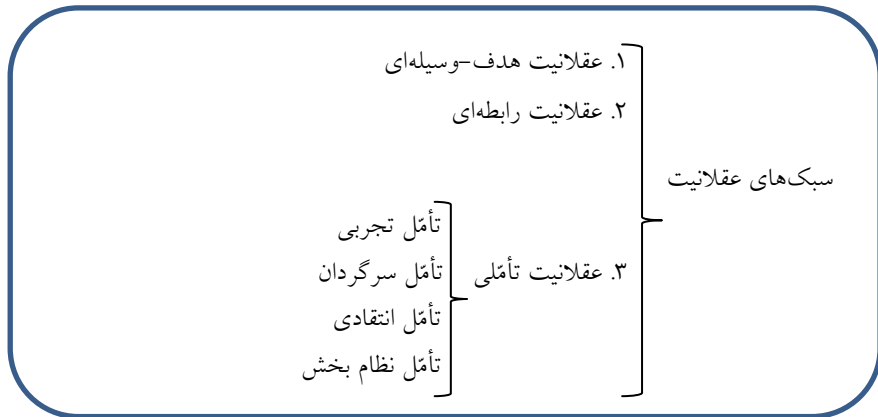 سبک‌های عقلانیت
۱. عقلانیت هدف–وسیله‌ای
۲. عقلانیت رابطه‌ای
۳. عقلانیت تأمّلی
تأمّل تجربی
تأمّل سرگردان
تأمّل انتقادی
تأمّل نظام بخش